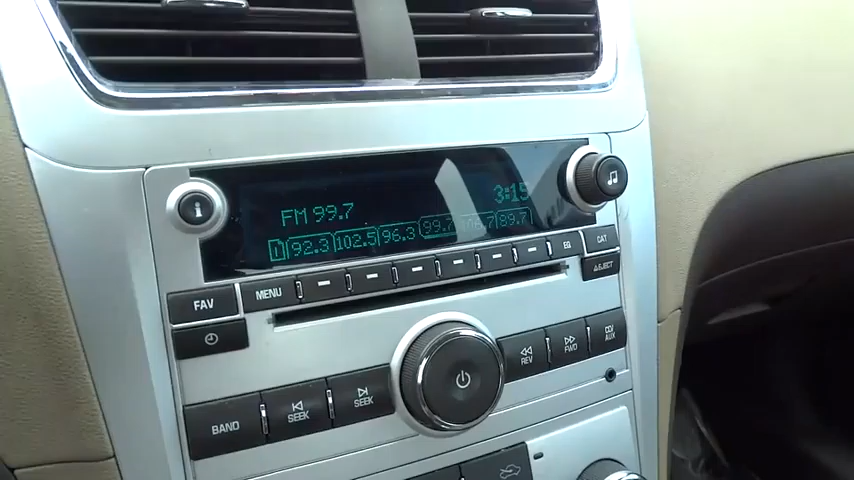 3:15
FM 99.7
1 92.3 102.5 96.3 99.7 89.7
i
EQ CAT
FAV MENU ⏏EJECT
REV FWD CD/AUX
BAND SEEK SEEK